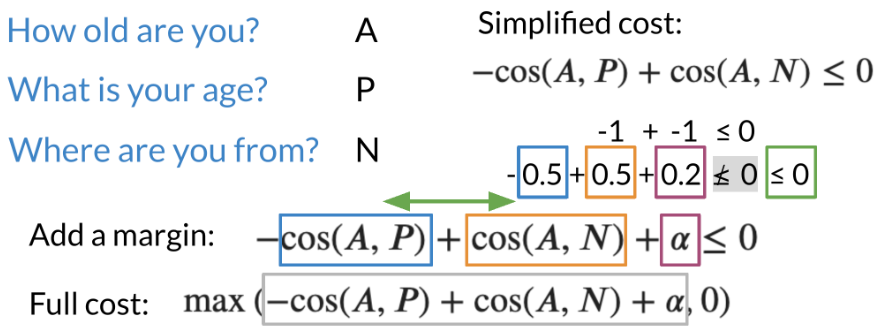 How old are you? A
What is your age? P
Where are you from? N
Simplified cost:
−cos(A, P) + cos(A, N) ≤ 0
-1 + -1 ≤ 0
-0.5+0.5+0.2 ≰ 0 ≤ 0
Add a margin: −cos(A, P) + cos(A, N) + α ≤ 0
Full cost: max (−cos(A, P) + cos(A, N) + α, 0)